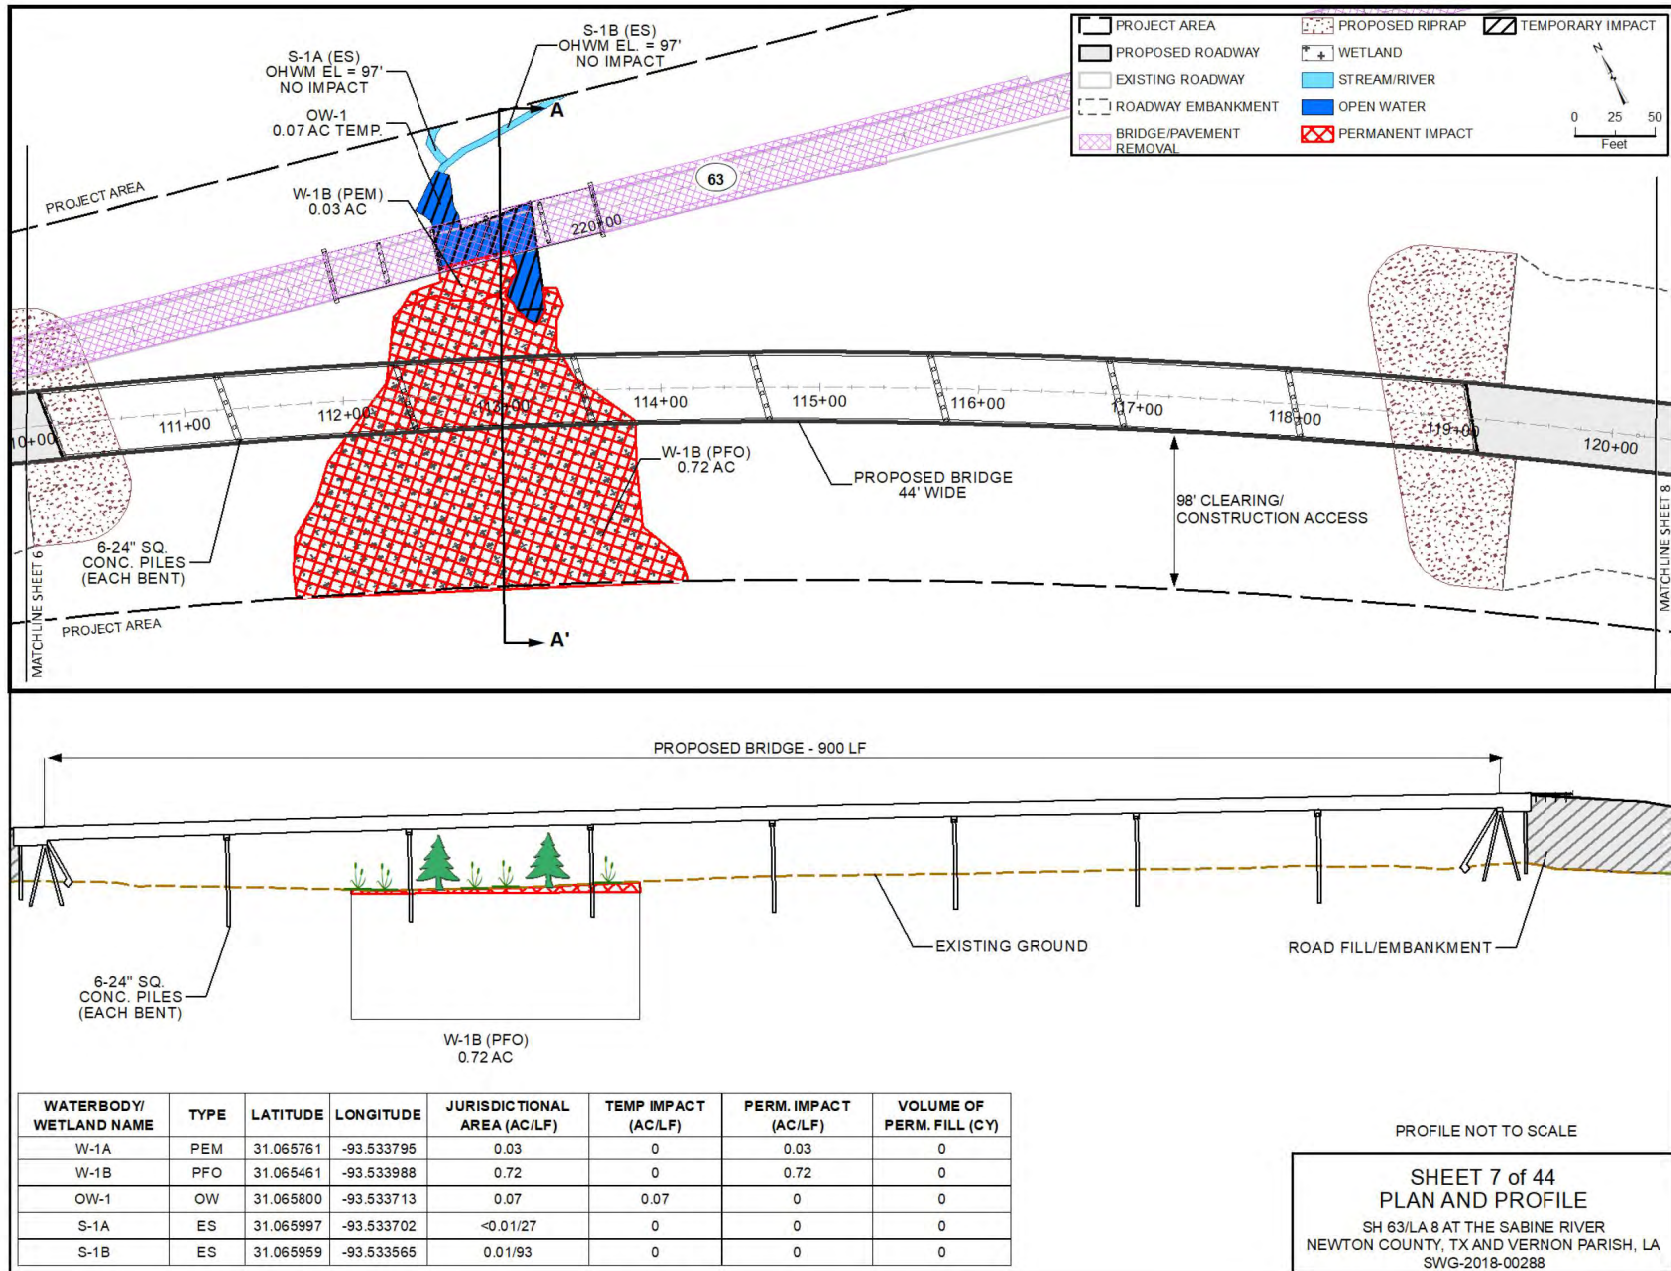 S-1A (ES)
OHWM EL = 97'
NO IMPACT
S-1B (ES)
OHWM EL. = 97'
NO IMPACT
OW-1
0.07 AC TEMP.
W-1B (PEM)
0.03 AC
PROJECT AREA
A
63
220+00
PROJECT AREA
PROPOSED ROADWAY
EXISTING ROADWAY
ROADWAY EMBANKMENT
BRIDGE/PAVEMENT
REMOVAL
PROPOSED RIPRAP
WETLAND
STREAM/RIVER
OPEN WATER
PERMANENT IMPACT
TEMPORARY IMPACT
N
0 25 50
Feet
10+00
111+00
112+00
113+00
114+00
115+00
116+00
117+00
118+00
119+00
120+00
W-1B (PFO)
0.72 AC
PROPOSED BRIDGE
44' WIDE
98' CLEARING/
CONSTRUCTION ACCESS
6-24" SQ.
CONC. PILES
(EACH BENT)
PROJECT AREA
A'
MATCHLINE SHEET 6
MATCHLINE SHEET 8
PROPOSED BRIDGE - 900 LF
EXISTING GROUND
ROAD FILL/EMBANKMENT
6-24" SQ.
CONC. PILES
(EACH BENT)
W-1B (PFO)
0.72 AC
WATERBODY/ WETLAND NAME TYPE LATITUDE LONGITUDE JURISDICTIONAL AREA (AC/LF) TEMP IMPACT (AC/LF) PERM. IMPACT (AC/LF) VOLUME OF PERM. FILL (CY)
W-1A PEM 31.065761 -93.533795 0.03 0 0.03 0
W-1B PFO 31.065461 -93.533988 0.72 0 0.72 0
OW-1 OW 31.065800 -93.533713 0.07 0.07 0 0
S-1A ES 31.065997 -93.533702 <0.01/27 0 0 0
S-1B ES 31.065959 -93.533565 0.01/93 0 0 0
PROFILE NOT TO SCALE
SHEET 7 of 44
PLAN AND PROFILE
SH 63/LA 8 AT THE SABINE RIVER
NEWTON COUNTY, TX AND VERNON PARISH, LA
SWG-2018-00288